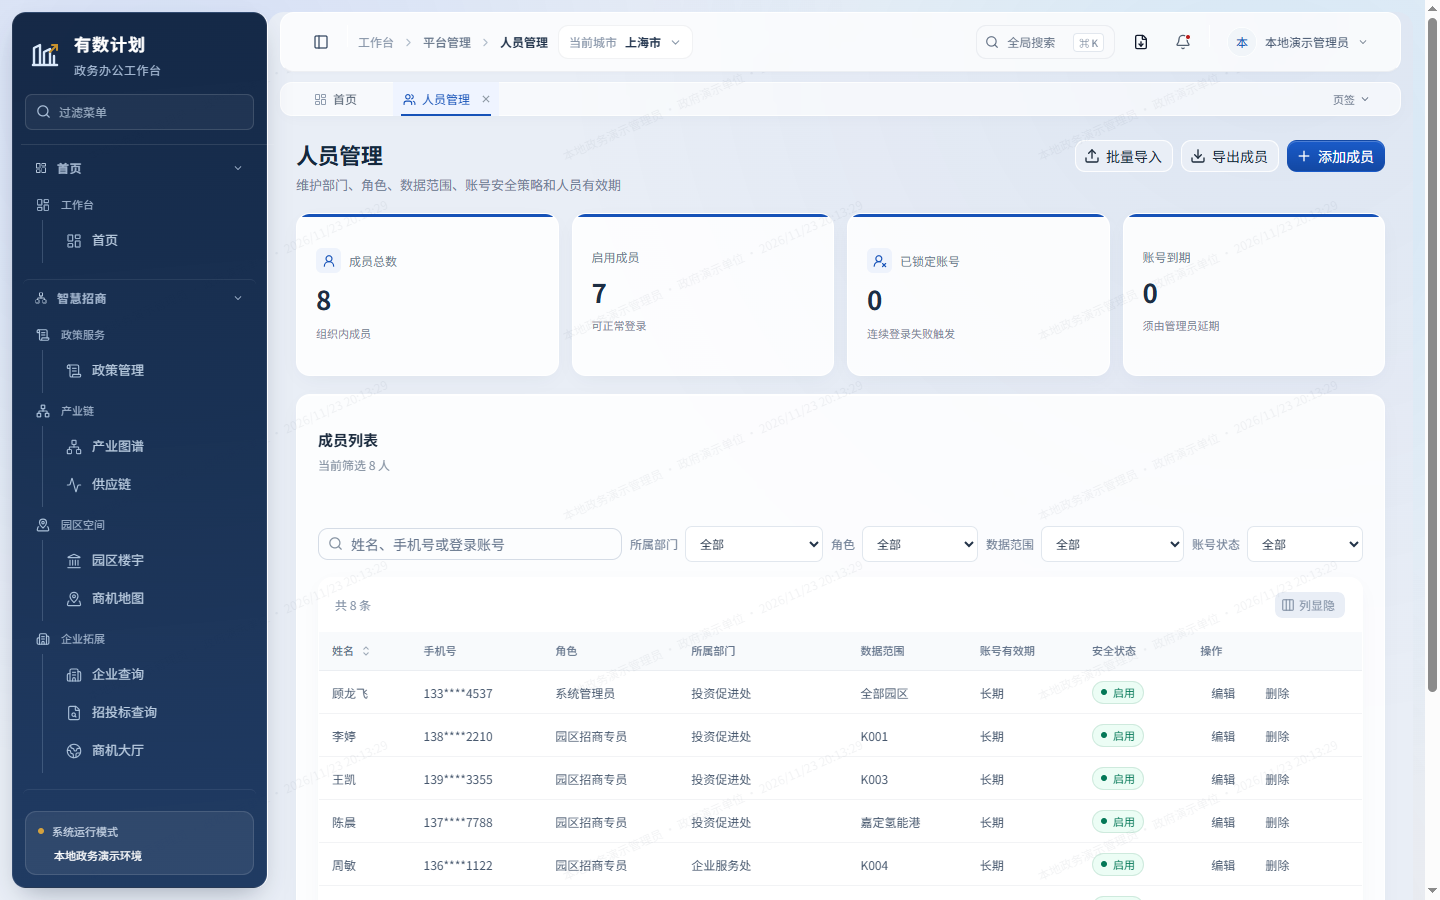 有数计划
政务办公工作台
过滤菜单
首页
工作台
首页
智慧招商
政策服务
政策管理
产业链
产业图谱
供应链
园区空间
园区楼宇
商机地图
企业拓展
企业查询
招投标查询
商机大厅
系统运行模式
本地政务演示环境
工作台 平台管理 人员管理 当前城市 上海市
全局搜索 ⌘K 本 本地演示管理员
首页 人员管理 页签
人员管理
维护部门、角色、数据范围、账号安全策略和人员有效期
批量导入 导出成员 添加成员
成员总数
8
组织内成员
启用成员
7
可正常登录
已锁定账号
0
连续登录失败触发
账号到期
0
须由管理员延期
成员列表
当前筛选 8 人
姓名、手机号或登录账号 所属部门 全部 角色 全部 数据范围 全部 账号状态 全部
共 8 条 列显隐
姓名 手机号 角色 所属部门 数据范围 账号有效期 安全状态 操作
顾龙飞 133****4537 系统管理员 投资促进处 全部园区 长期 启用 编辑 删除
李婷 138****2210 园区招商专员 投资促进处 K001 长期 启用 编辑 删除
王凯 139****3355 园区招商专员 投资促进处 K003 长期 启用 编辑 删除
陈晨 137****7788 园区招商专员 投资促进处 嘉定氢能港 长期 启用 编辑 删除
周敏 136****1122 园区招商专员 企业服务处 K004 长期 启用 编辑 删除
本地政务演示管理员 · 政府演示单位 · 2026/11/23 20:13:29